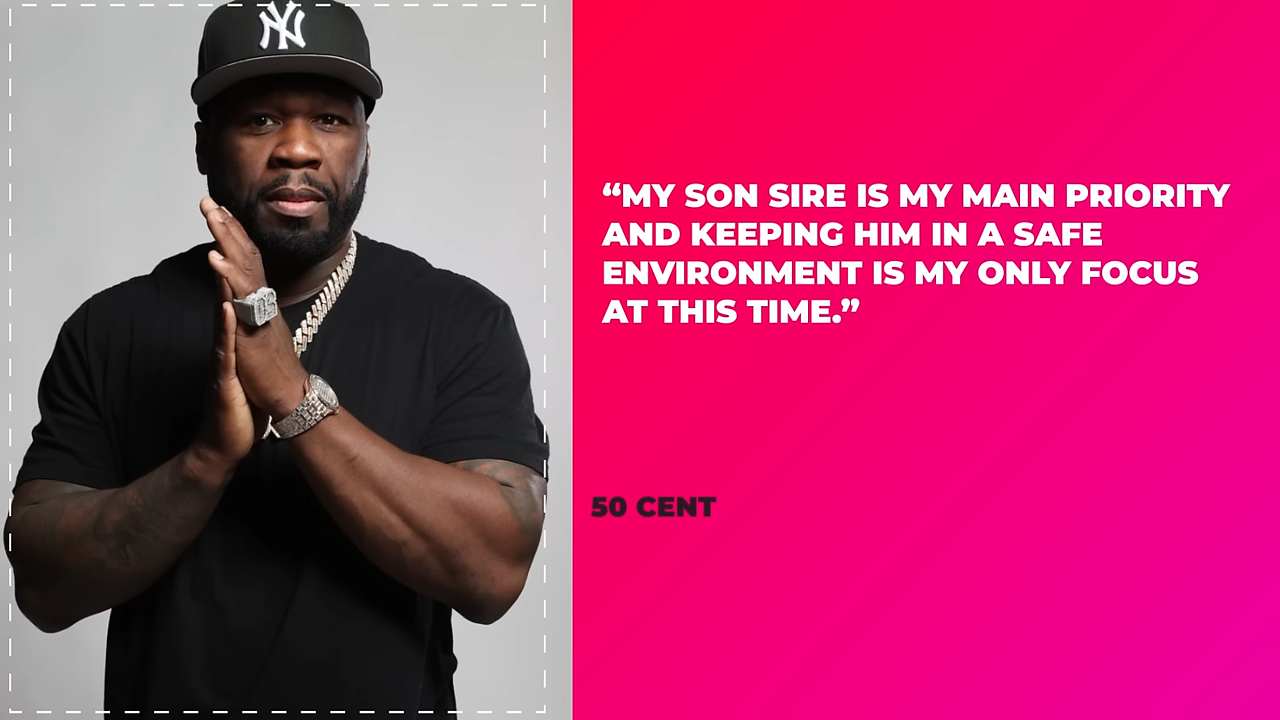 NY
“MY SON SIRE IS MY MAIN PRIORITY
AND KEEPING HIM IN A SAFE
ENVIRONMENT IS MY ONLY FOCUS
AT THIS TIME.”
50 CENT